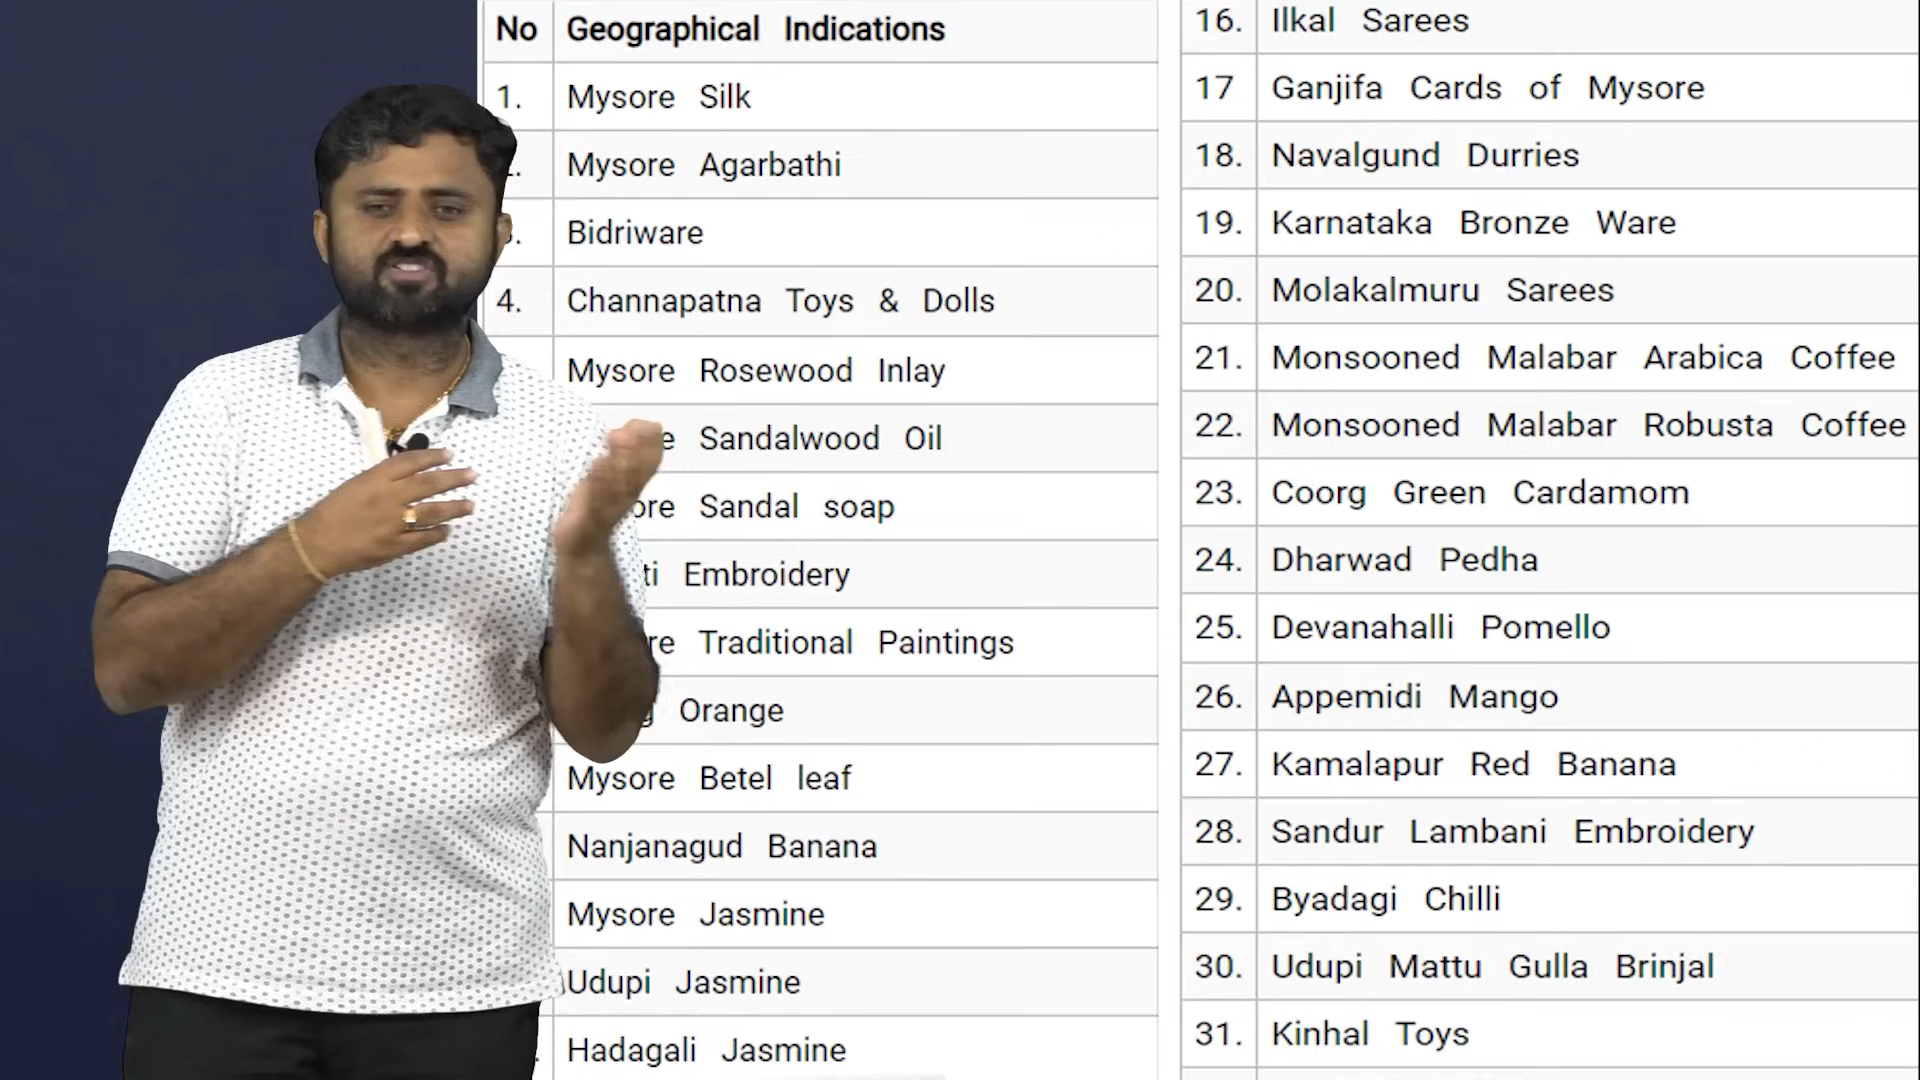 No Geographical Indications
1. Mysore Silk
Mysore Agarbathi
Bidriware
4. Channapatna Toys & Dolls
Mysore Rosewood Inlay
Sandalwood Oil
Sandal soap
Embroidery
Traditional Paintings
Orange
Mysore Betel leaf
Nanjanagud Banana
Mysore Jasmine
Udupi Jasmine
Hadagali Jasmine
16. Ilkal Sarees
17 Ganjifa Cards of Mysore
18. Navalgund Durries
19. Karnataka Bronze Ware
20. Molakalmuru Sarees
21. Monsooned Malabar Arabica Coffee
22. Monsooned Malabar Robusta Coffee
23. Coorg Green Cardamom
24. Dharwad Pedha
25. Devanahalli Pomello
26. Appemidi Mango
27. Kamalapur Red Banana
28. Sandur Lambani Embroidery
29. Byadagi Chilli
30. Udupi Mattu Gulla Brinjal
31. Kinhal Toys